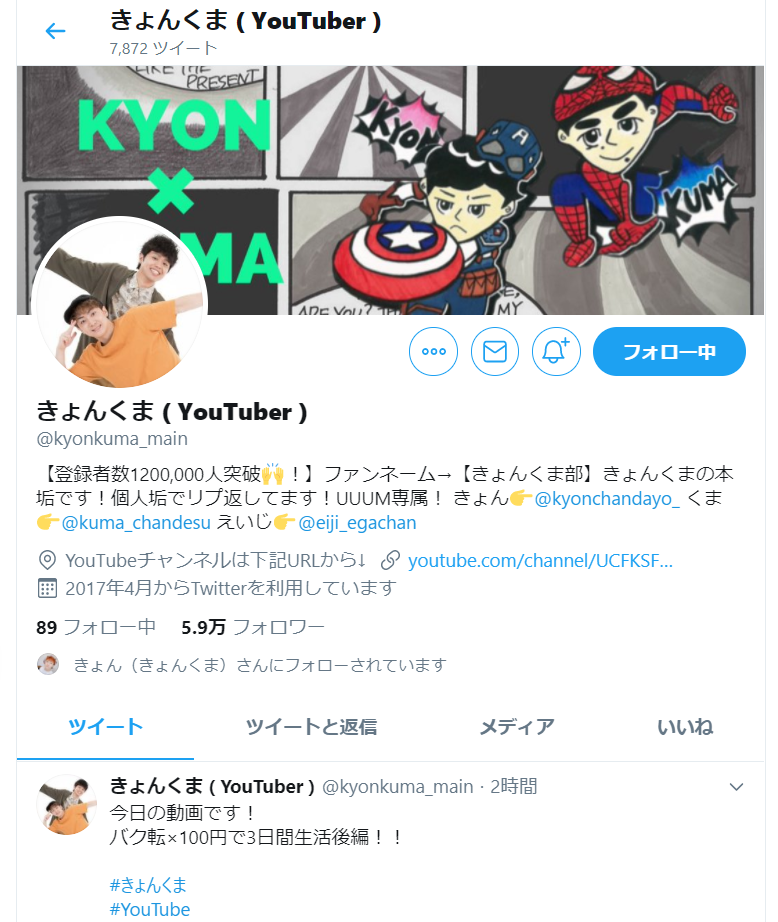 きょんくま ( YouTuber )
7,872 ツイート
LIKE THE
PRESENT
KYON
×
MA
KYON
KUMA
ARE YOU?
MY
フォロー中
きょんくま ( YouTuber )
@kyonkuma_main
【登録者数1200,000人突破🙌！】ファンネーム→【きょんくま部】きょんくまの本
垢です！個人垢でリプ返してます！UUUM専属！ きょん👉@kyonchandayo_ くま
👉@kuma_chandesu えいじ👉@eiji_egachan
YouTubeチャンネルは下記URLから↓ youtube.com/channel/UCFKSF…
2017年4月からTwitterを利用しています
89 フォロー中 5.9万 フォロワー
きょん（きょんくま）さんにフォローされています
ツイート ツイートと返信 メディア いいね
きょんくま ( YouTuber ) @kyonkuma_main · 2時間
今日の動画です！
バク転×100円で3日間生活後編！！
#きょんくま
#YouTube